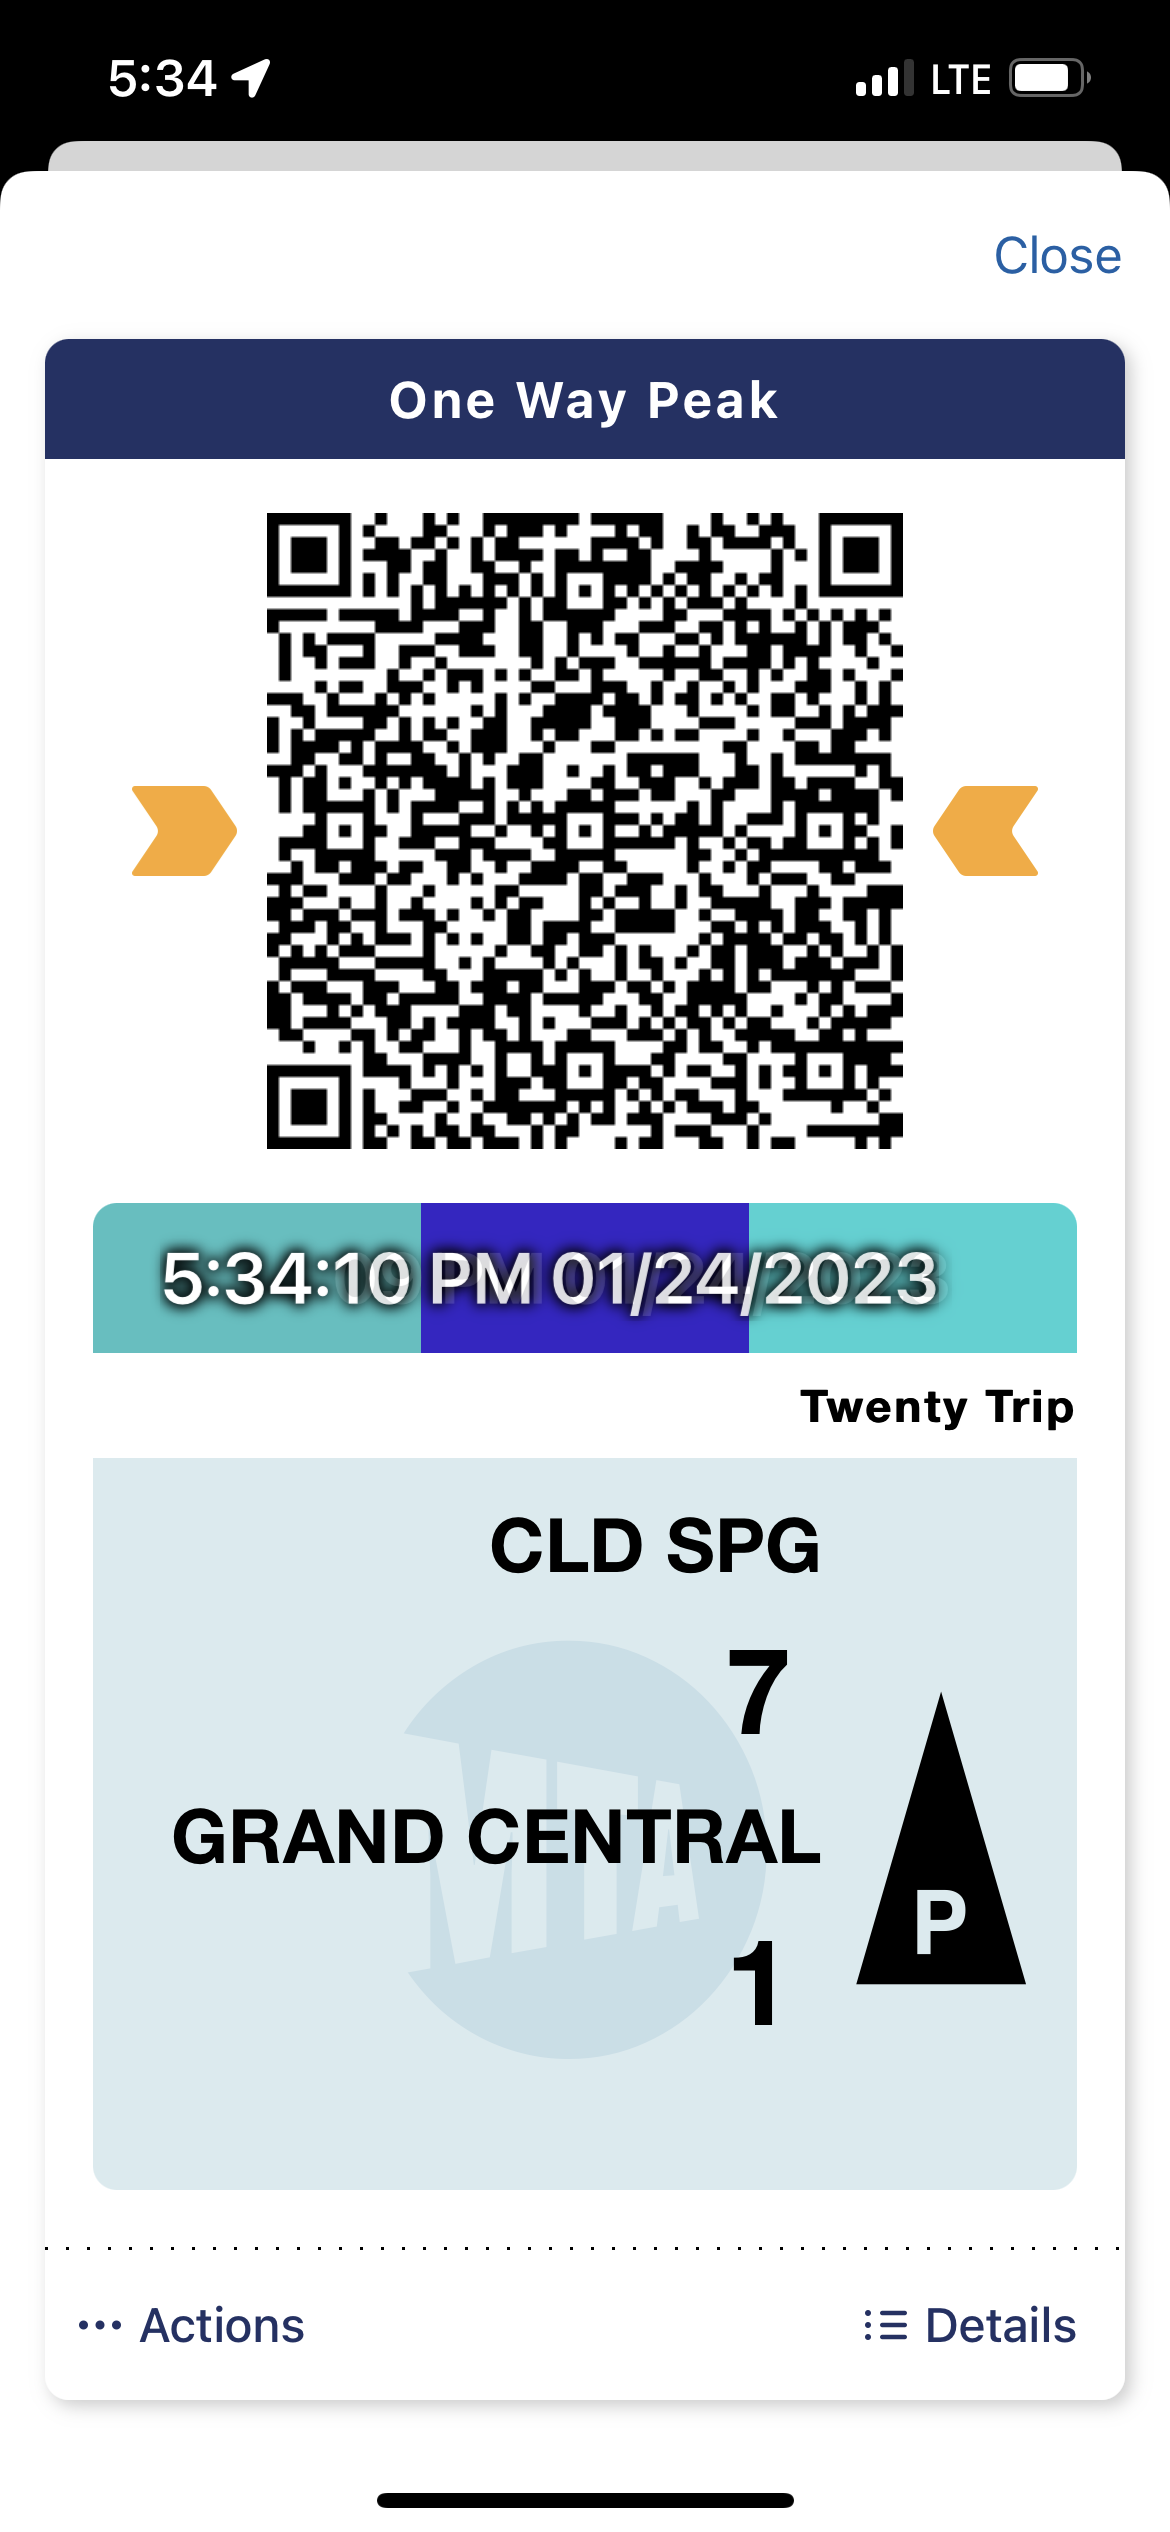 5:34 LTE
Close
One Way Peak
5:34:10 PM 01/24/2023
Twenty Trip
CLD SPG
7
MTA
GRAND CENTRAL
P
1
Actions
Details